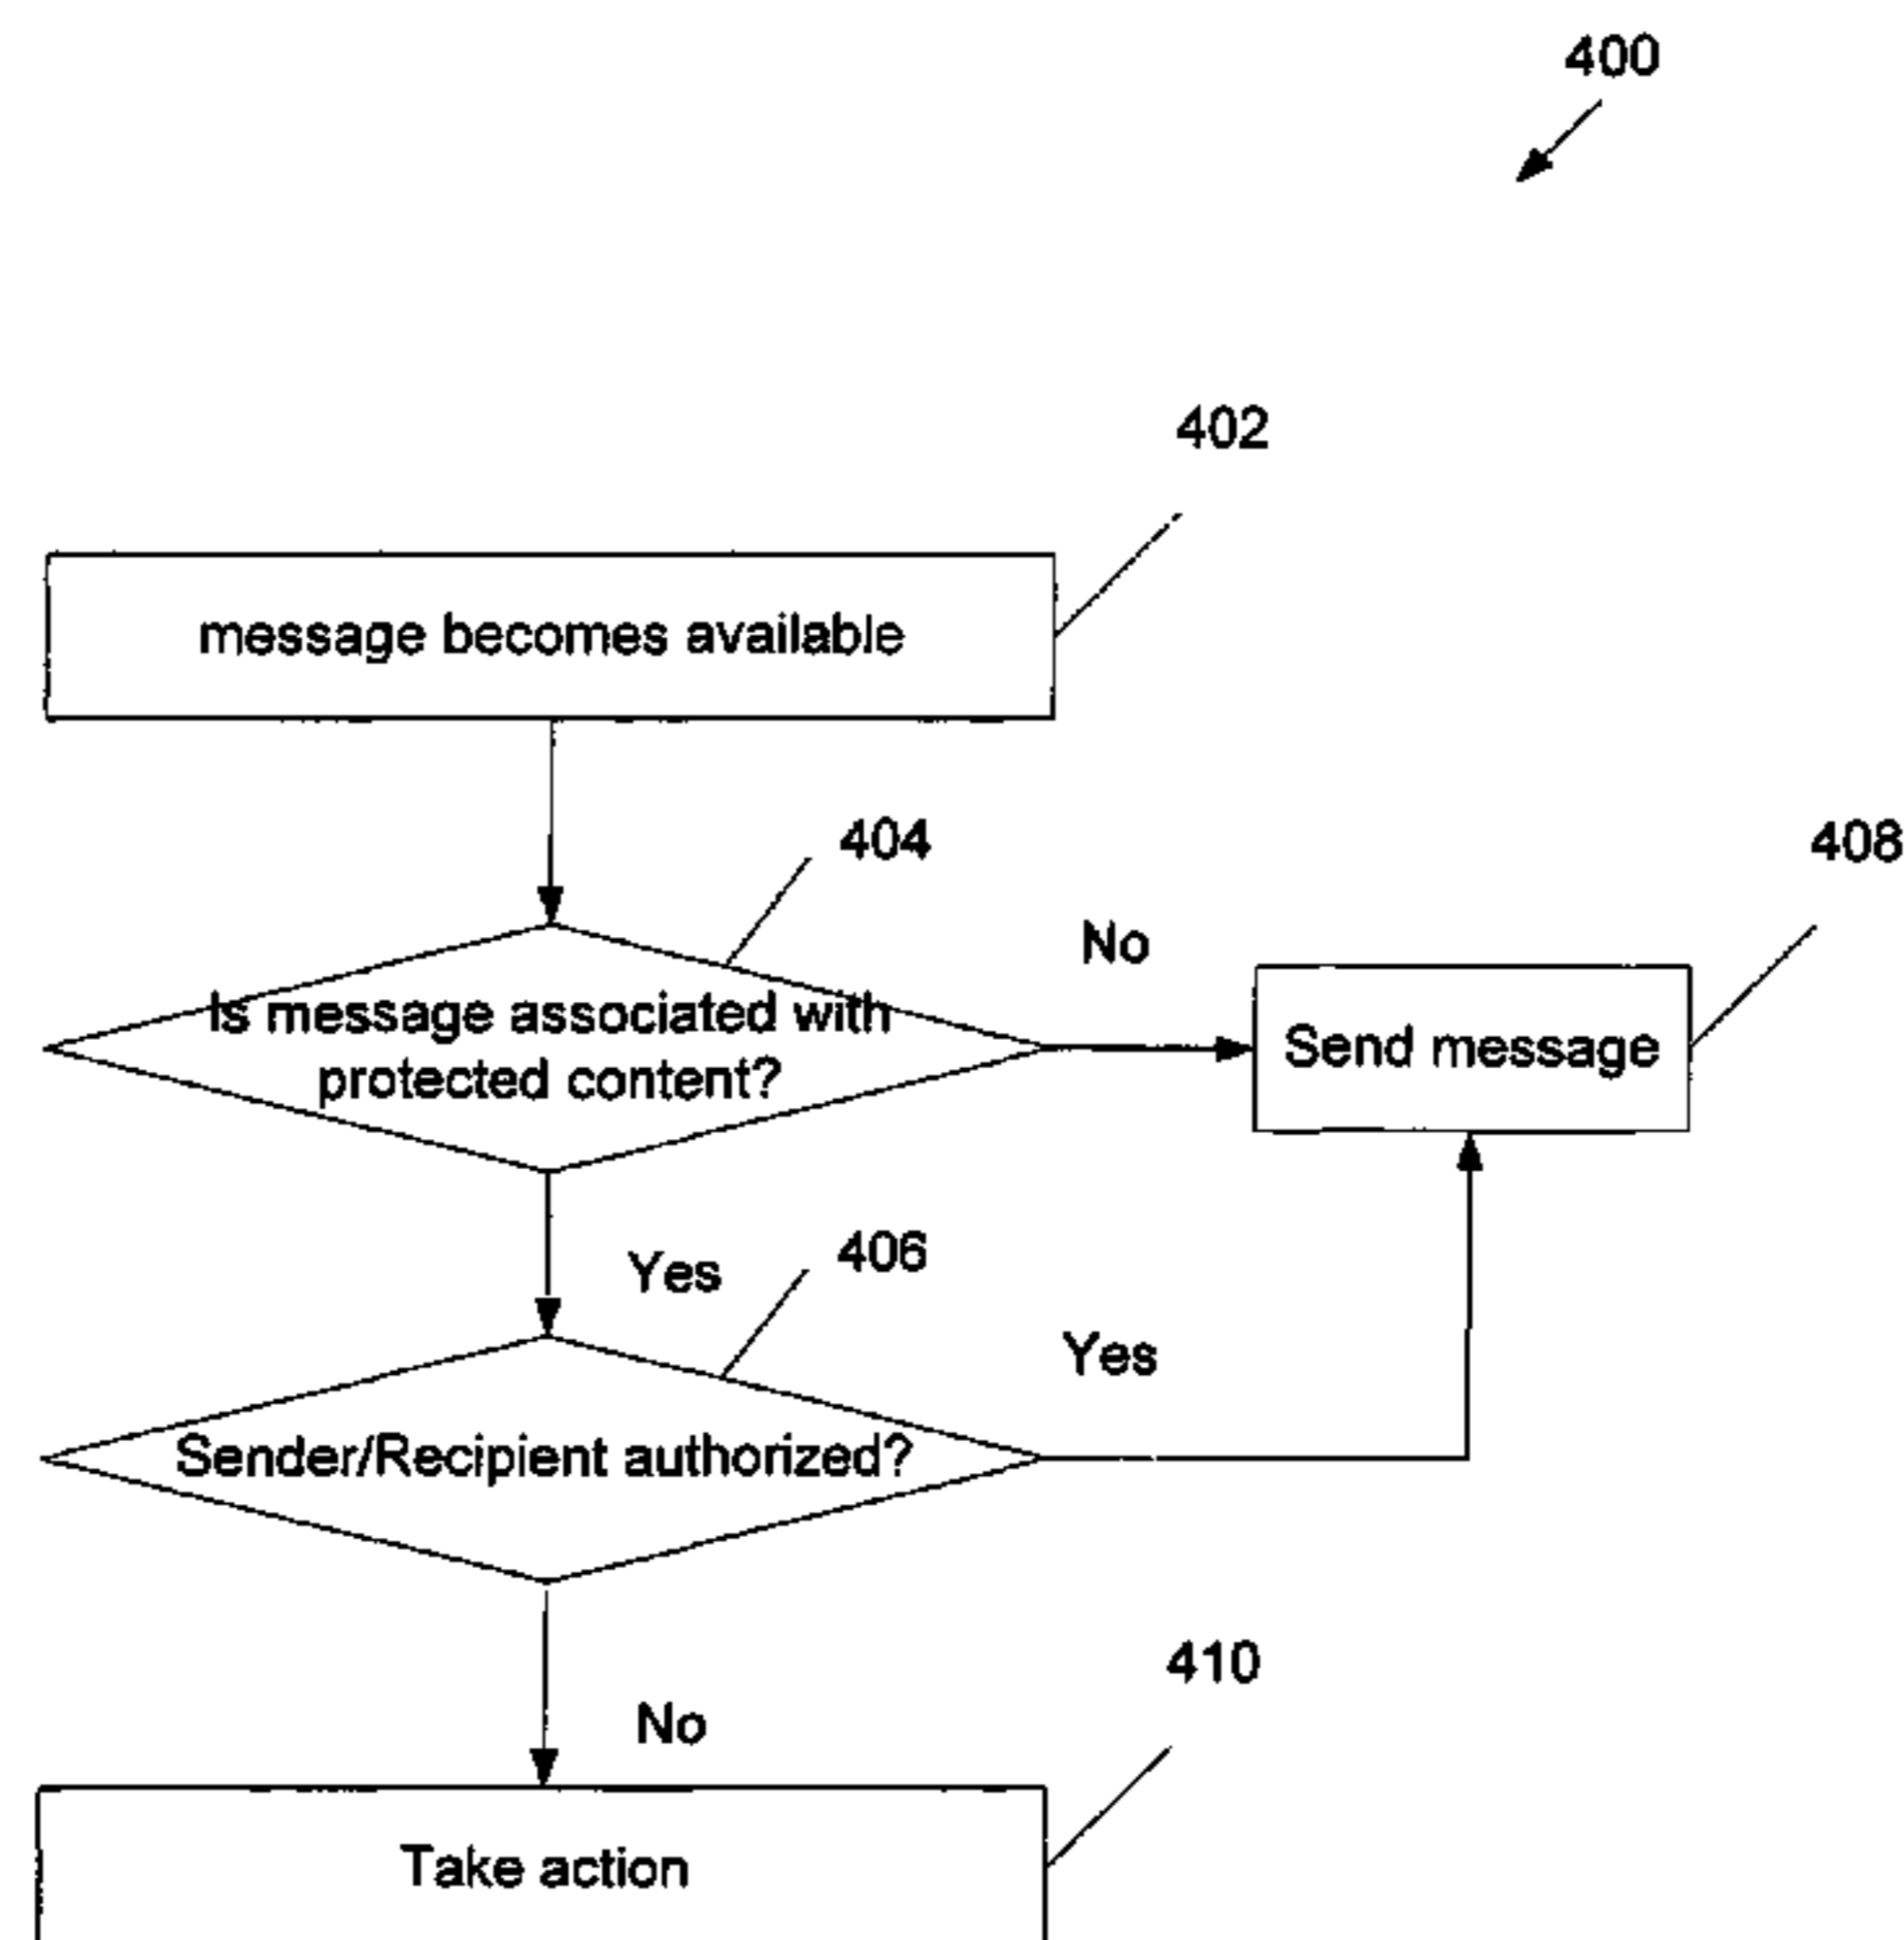 400
402
message becomes available
404
408
No
Is message associated with
protected content?
Send message
406
Yes
Yes
Sender/Recipient authorized?
410
No
Take action